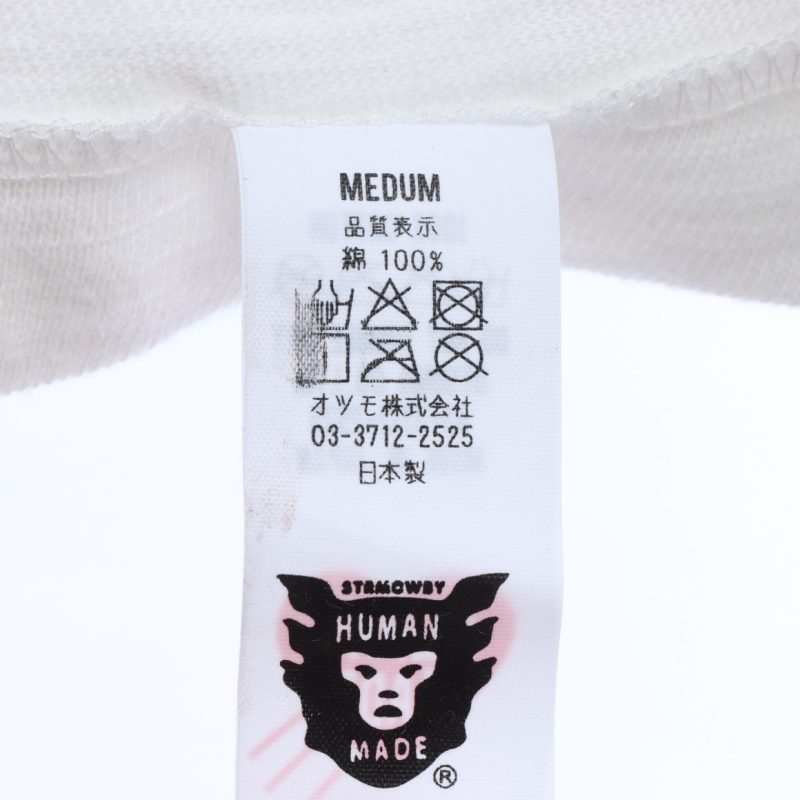 MEDUM
品質表示
綿 100%
オツモ株式会社
03-3712-2525
日本製
STRMCWBY
HUMAN
MADE
®